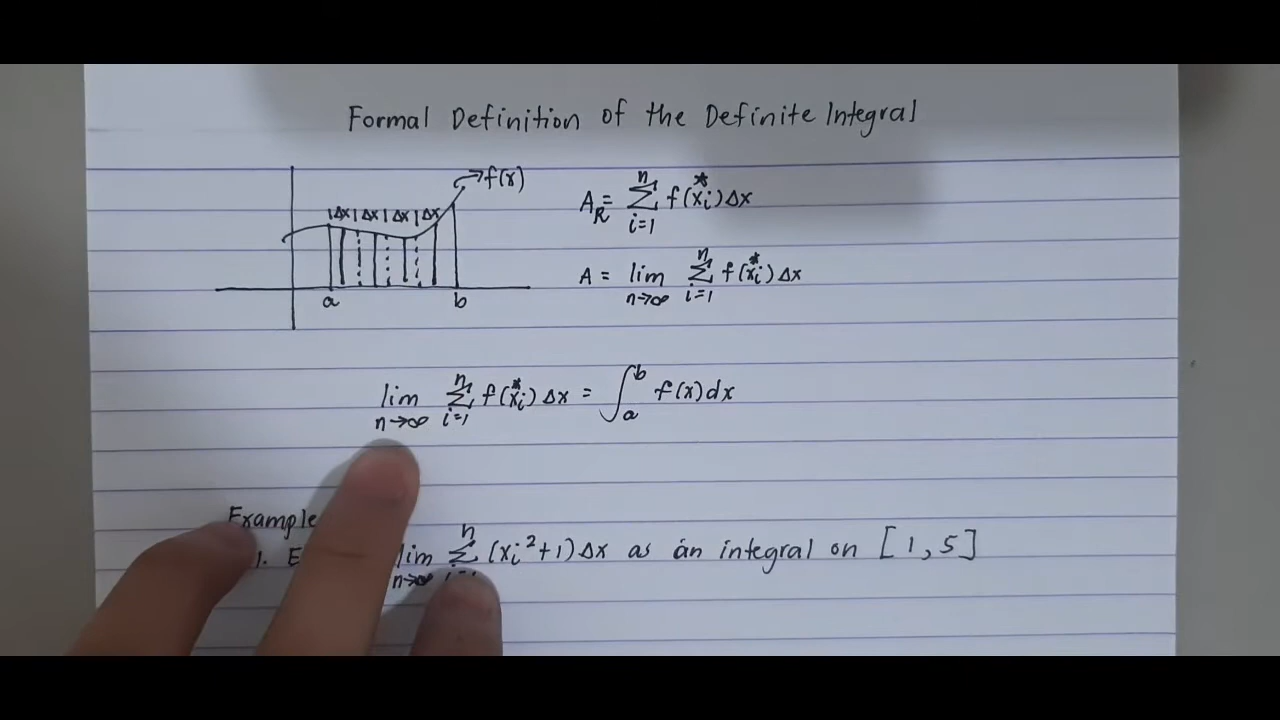 Formal Definition of the Definite Integral
f(x)
|Δx|Δx|Δx|Δx
a b
A_R = Σ_{i=1}^{n} f(x_i^*)Δx
A = lim_{n→∞} Σ_{i=1}^{n} f(x_i^*)Δx
lim_{n→∞} Σ_{i=1}^{n} f(x_i^*)Δx = ∫_a^b f(x)dx
Example
1. lim_{n→∞} Σ^{n} (x_i^2+1)Δx as an integral on [1,5]